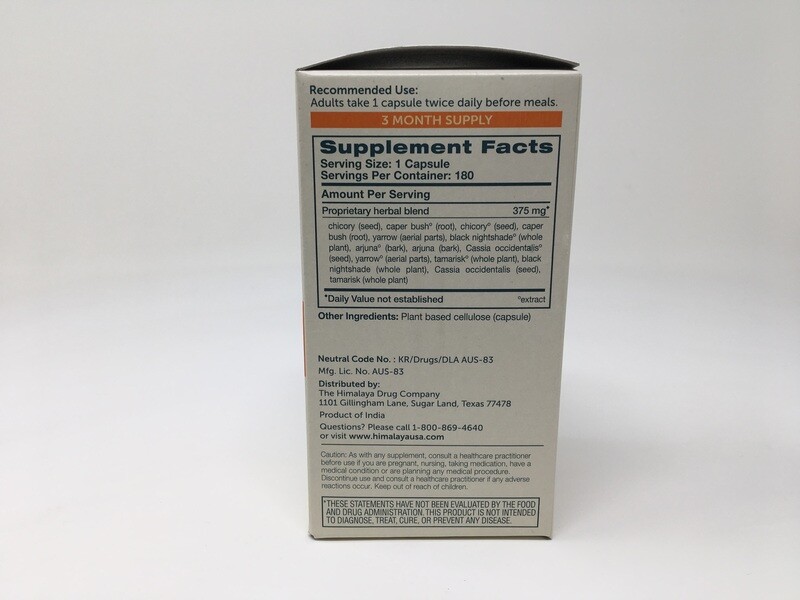 Recommended Use:
Adults take 1 capsule twice daily before meals.
3 MONTH SUPPLY
Supplement Facts
Serving Size: 1 Capsule
Servings Per Container: 180
Amount Per Serving
Proprietary herbal blend 375 mg*
chicory (seed), caper bush° (root), chicory° (seed), caper
bush (root), yarrow (aerial parts), black nightshade° (whole
plant), arjuna° (bark), arjuna (bark), Cassia occidentalis°
(seed), yarrow° (aerial parts), tamarisk° (whole plant), black
nightshade (whole plant), Cassia occidentalis (seed),
tamarisk (whole plant)
*Daily Value not established °extract
Other Ingredients: Plant based cellulose (capsule)
Neutral Code No. : KR/Drugs/DLA AUS-83
Mfg. Lic. No. AUS-83
Distributed by:
The Himalaya Drug Company
1101 Gillingham Lane, Sugar Land, Texas 77478
Product of India
Questions? Please call 1-800-869-4640
or visit www.himalayausa.com
Caution: As with any supplement, consult a healthcare practitioner
before use if you are pregnant, nursing, taking medication, have a
medical condition or are planning any medical procedure.
Discontinue use and consult a healthcare practitioner if any adverse
reactions occur. Keep out of reach of children.
*THESE STATEMENTS HAVE NOT BEEN EVALUATED BY THE FOOD
AND DRUG ADMINISTRATION. THIS PRODUCT IS NOT INTENDED
TO DIAGNOSE, TREAT, CURE, OR PREVENT ANY DISEASE.